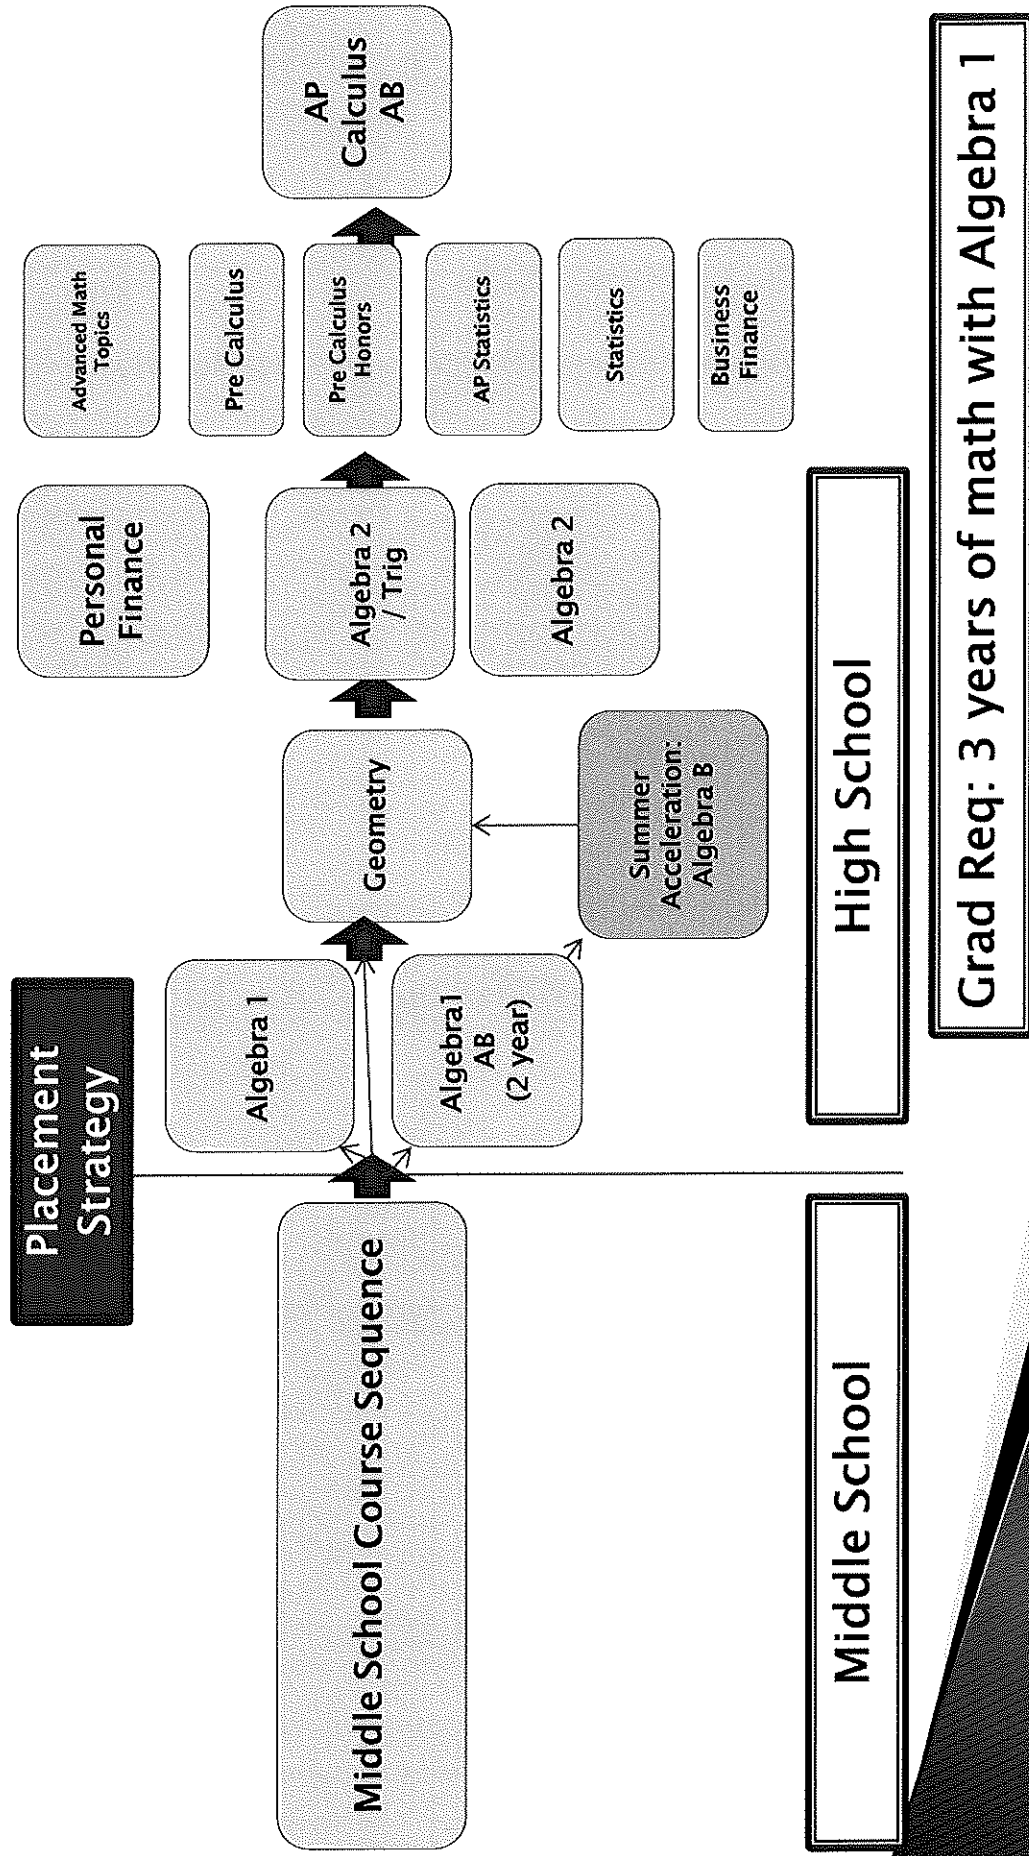 Placement
Strategy
Middle School Course Sequence
Algebra 1
Algebra1
AB
(2 year)
Geometry
Summer
Acceleration:
Algebra B
Personal
Finance
Algebra 2
/ Trig
Algebra 2
Advanced Math
Topics
Pre Calculus
Pre Calculus
Honors
AP Statistics
Statistics
Business
Finance
AP
Calculus
AB
Middle School
High School
Grad Req: 3 years of math with Algebra 1